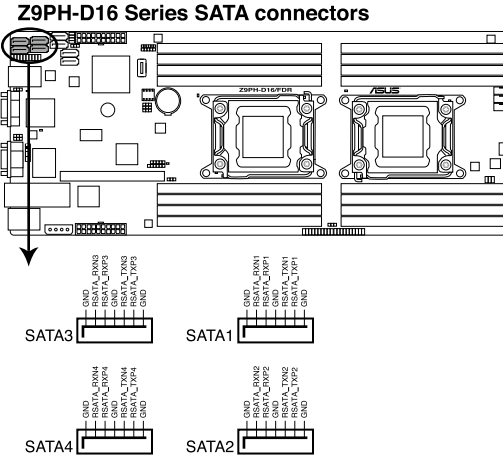 Z9PH-D16 Series SATA connectors
Z9PH-D16/FDR
ASUS
GND
RSATA_RXN3
RSATA_RXP3
GND
RSATA_TXN3
RSATA_TXP3
GND
SATA3
GND
RSATA_RXN1
RSATA_RXP1
GND
RSATA_TXN1
RSATA_TXP1
GND
SATA1
GND
RSATA_RXN4
RSATA_RXP4
GND
RSATA_TXN4
RSATA_TXP4
GND
SATA4
GND
RSATA_RXN2
RSATA_RXP2
GND
RSATA_TXN2
RSATA_TXP2
GND
SATA2